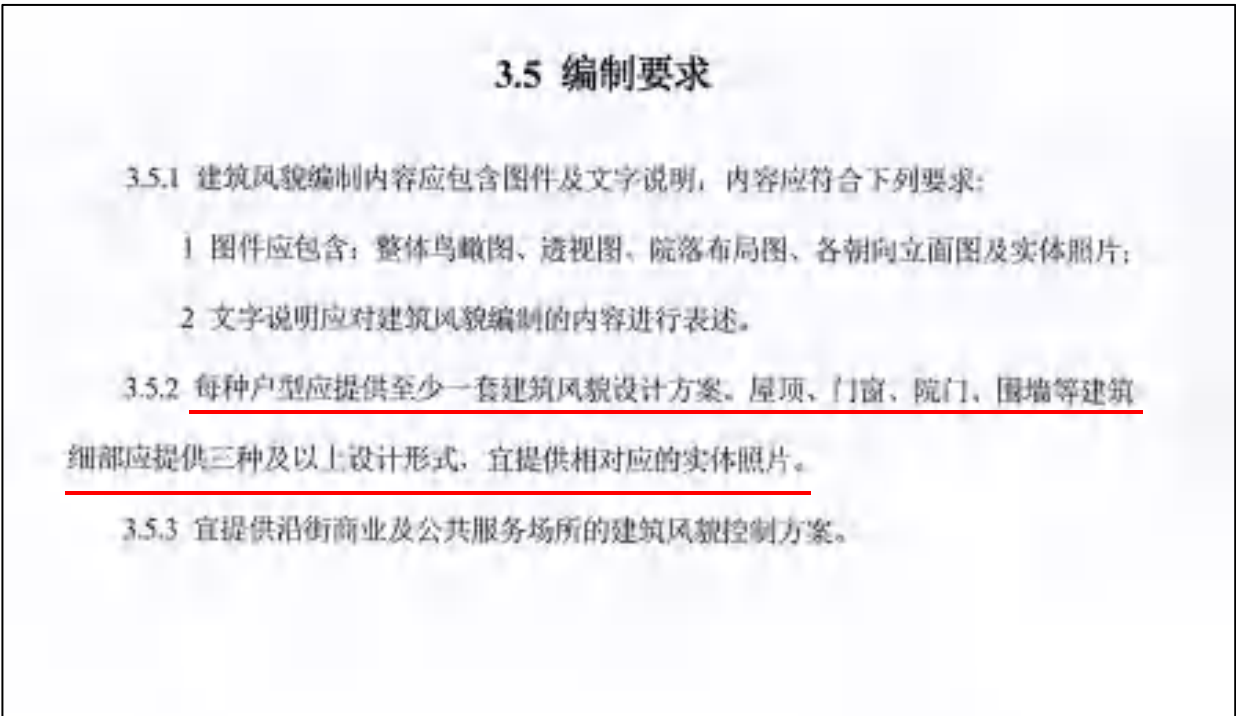 3.5 编制要求
3.5.1 建筑风貌编制内容应包含图件及文字说明，内容应符合下列要求：
1 图件应包含：整体鸟瞰图、透视图、院落布局图、各朝向立面图及实体照片；
2 文字说明应对建筑风貌编制的内容进行表述。
3.5.2 每种户型应提供至少一套建筑风貌设计方案。屋顶、门窗、院门、围墙等建筑
细部应提供三种及以上设计形式，宜提供相对应的实体照片。
3.5.3 宜提供沿街商业及公共服务场所的建筑风貌控制方案。